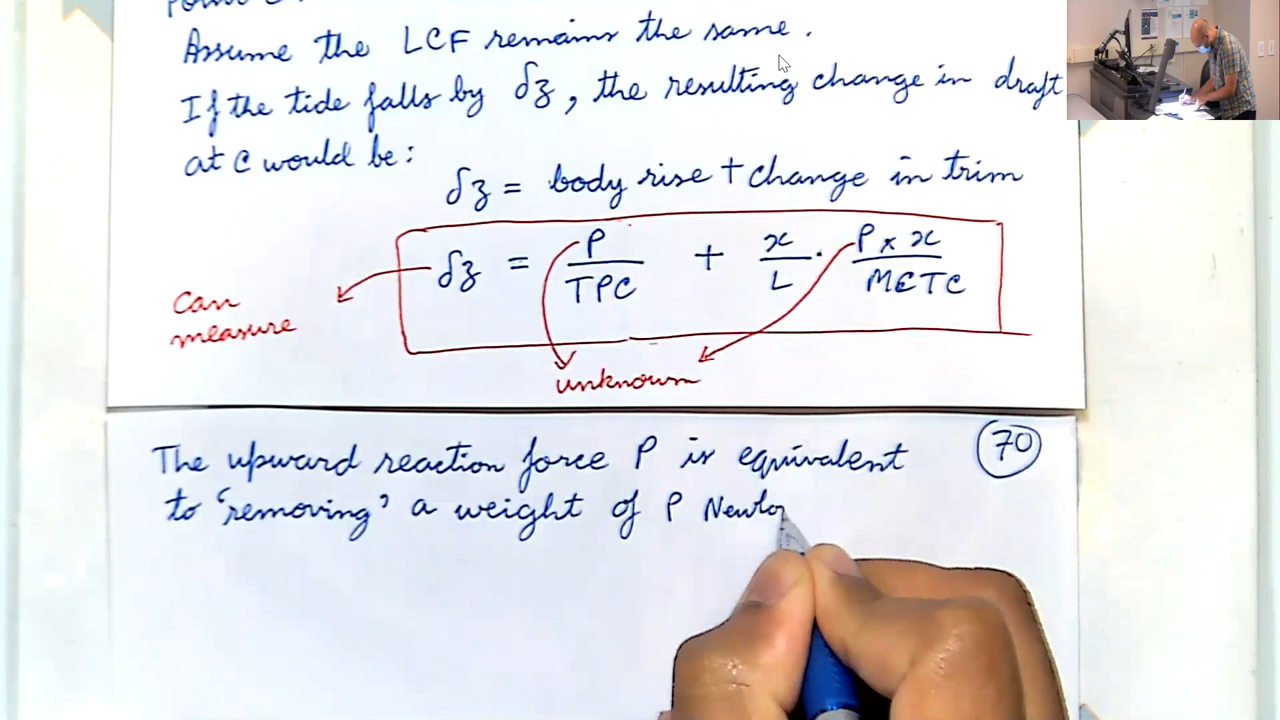 Assume the LCF remains the same.
If the tide falls by δz, the resulting change in draft
at C would be:
δz = body rise + change in trim
δz = P/TPC + x/L · P × x/MCTC
can
measure
unknown
The upward reaction force P is equivalent
70
to 'removing' a weight of P Newto